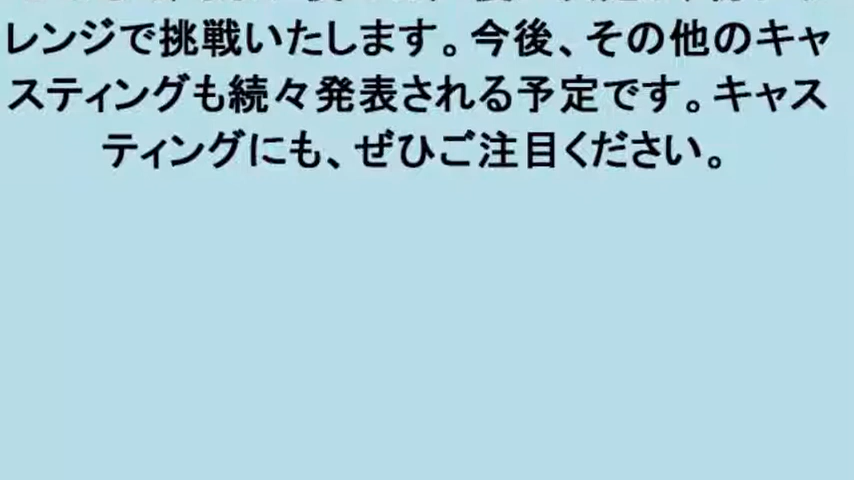 レンジで挑戦いたします。今後、その他のキャ
スティングも続々発表される予定です。キャス
ティングにも、ぜひご注目ください。